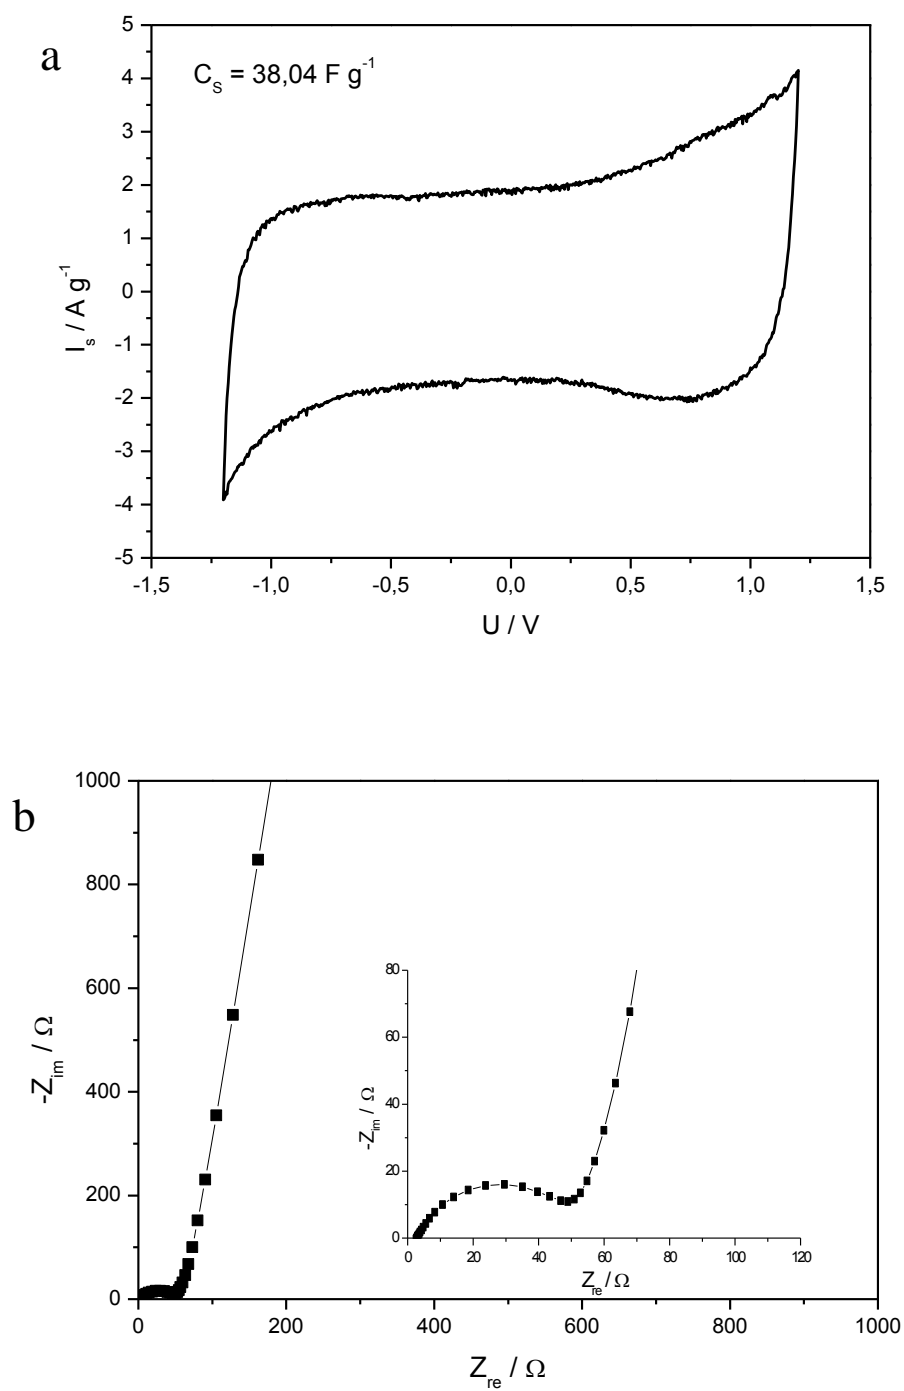 a
C_S = 38,04 F g^-1
5
4
3
2
1
0
-1
-2
-3
-4
-5
I_s / A g^-1
-1,5 -1,0 -0,5 0,0 0,5 1,0 1,5
U / V
b
1000
800
600
400
200
0
-Z_im / Ω
80
60
40
20
0
-Z_im / Ω
0 20 40 60 80 100 120
Z_re / Ω
0 200 400 600 800 1000
Z_re / Ω